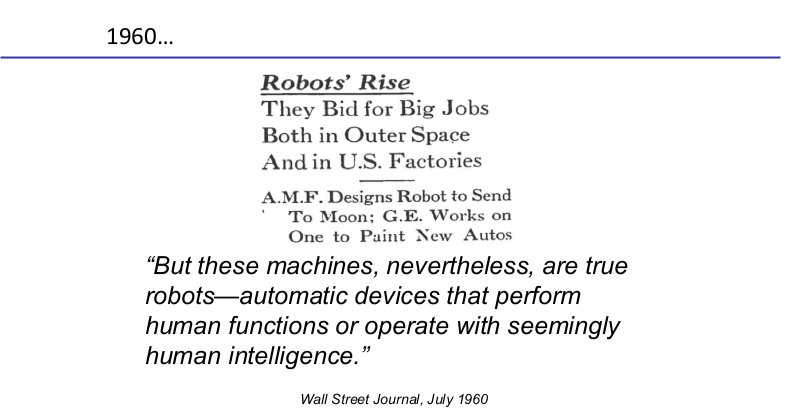 1960…
Robots’ Rise
They Bid for Big Jobs
Both in Outer Space
And in U.S. Factories
A.M.F. Designs Robot to Send
To Moon; G.E. Works on
One to Paint New Autos
“But these machines, nevertheless, are true
robots—automatic devices that perform
human functions or operate with seemingly
human intelligence.”
Wall Street Journal, July 1960